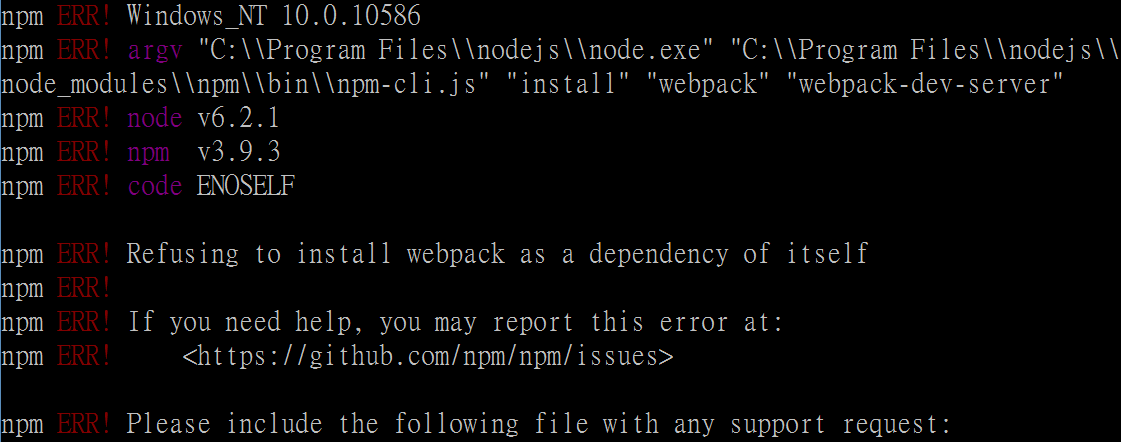 npm ERR! Windows_NT 10.0.10586
npm ERR! argv "C:\\Program Files\\nodejs\\node.exe" "C:\\Program Files\\nodejs\\
node_modules\\npm\\bin\\npm-cli.js" "install" "webpack" "webpack-dev-server"
npm ERR! node v6.2.1
npm ERR! npm  v3.9.3
npm ERR! code ENOSELF
npm ERR! Refusing to install webpack as a dependency of itself
npm ERR!
npm ERR! If you need help, you may report this error at:
npm ERR!     <https://github.com/npm/npm/issues>
npm ERR! Please include the following file with any support request: